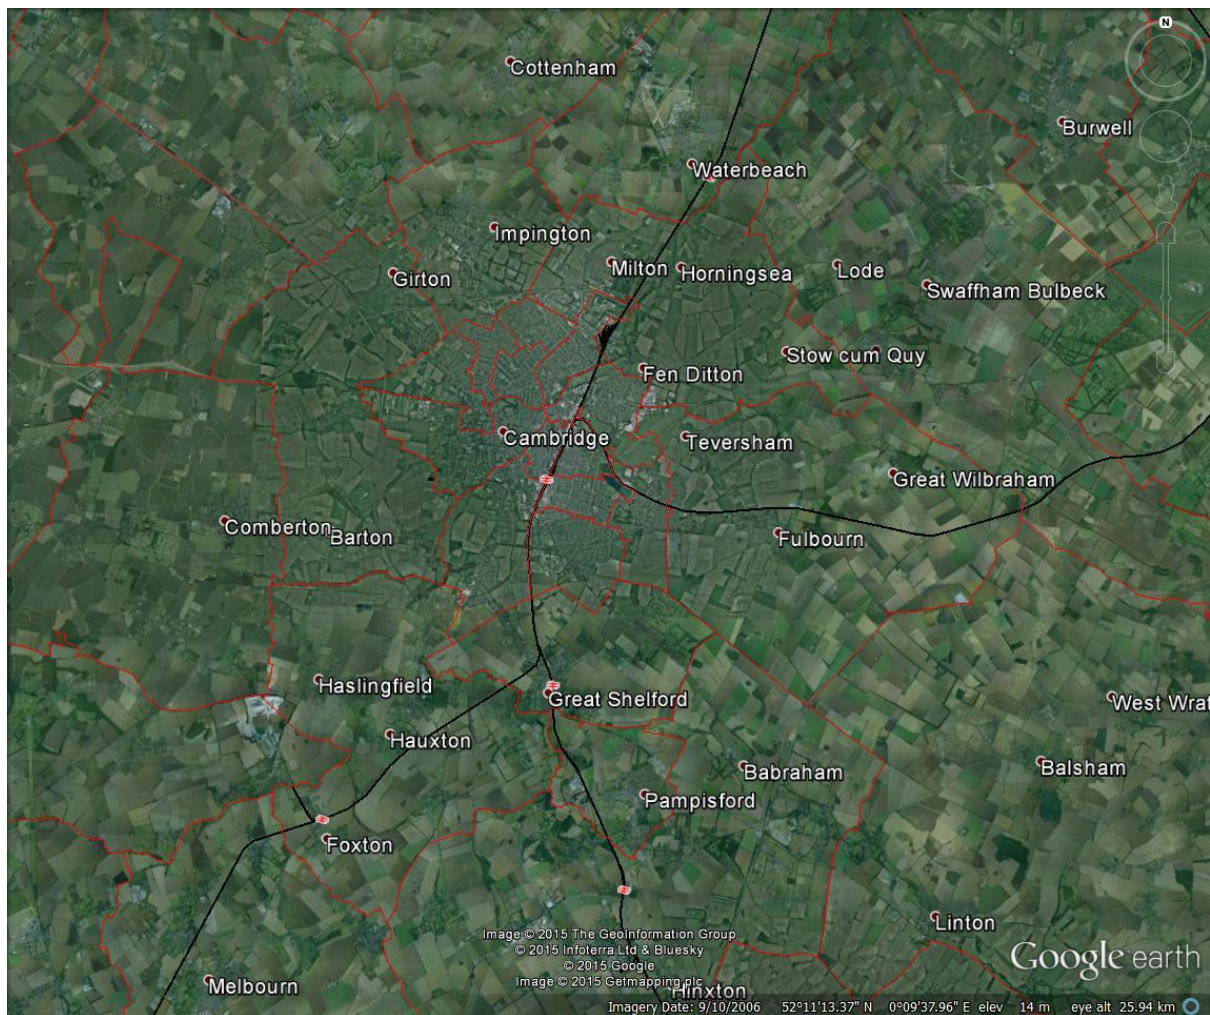 N
Cottenham
Burwell
Waterbeach
Impington
Girton
Milton
Horningsea
Lode
Swaffham Bulbeck
Stow cum Quy
Fen Ditton
Cambridge
Teversham
Great Wilbraham
Comberton
Barton
Fulbourn
Haslingfield
Great Shelford
West Wrat
Hauxton
Babraham
Balsham
Pampisford
Foxton
Linton
Image © 2015 The GeoInformation Group
© 2015 Infoterra Ltd & Bluesky
© 2015 Google
Image © 2015 Getmapping plc
Google earth
Melbourn
Hinxton
Imagery Date: 9/10/2006 52°11'13.37" N 0°09'37.96" E elev 14 m eye alt 25.94 km